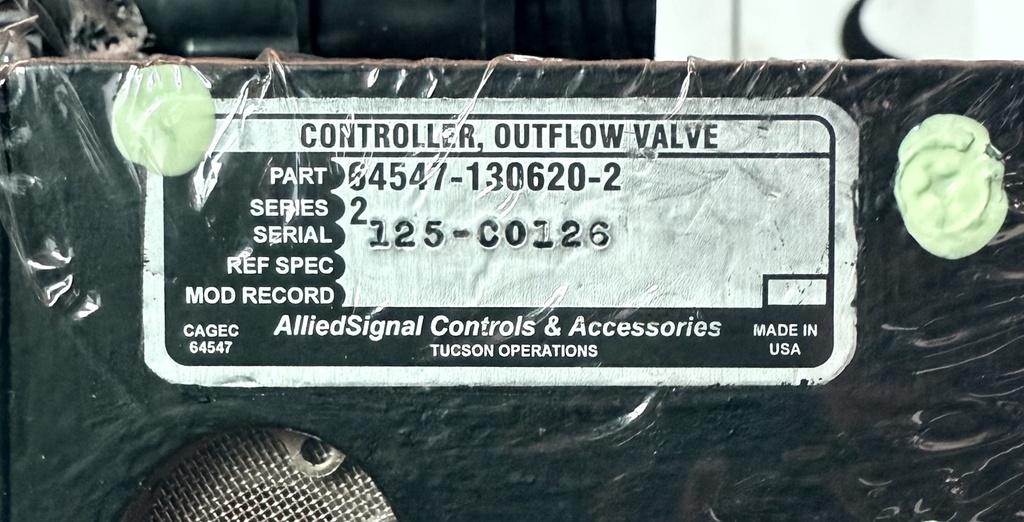 CONTROLLER, OUTFLOW VALVE
PART 64547-130620-2
SERIES 2
SERIAL 125-C0126
REF SPEC
MOD RECORD
CAGEC 64547
AlliedSignal Controls & Accessories
TUCSON OPERATIONS
MADE IN USA